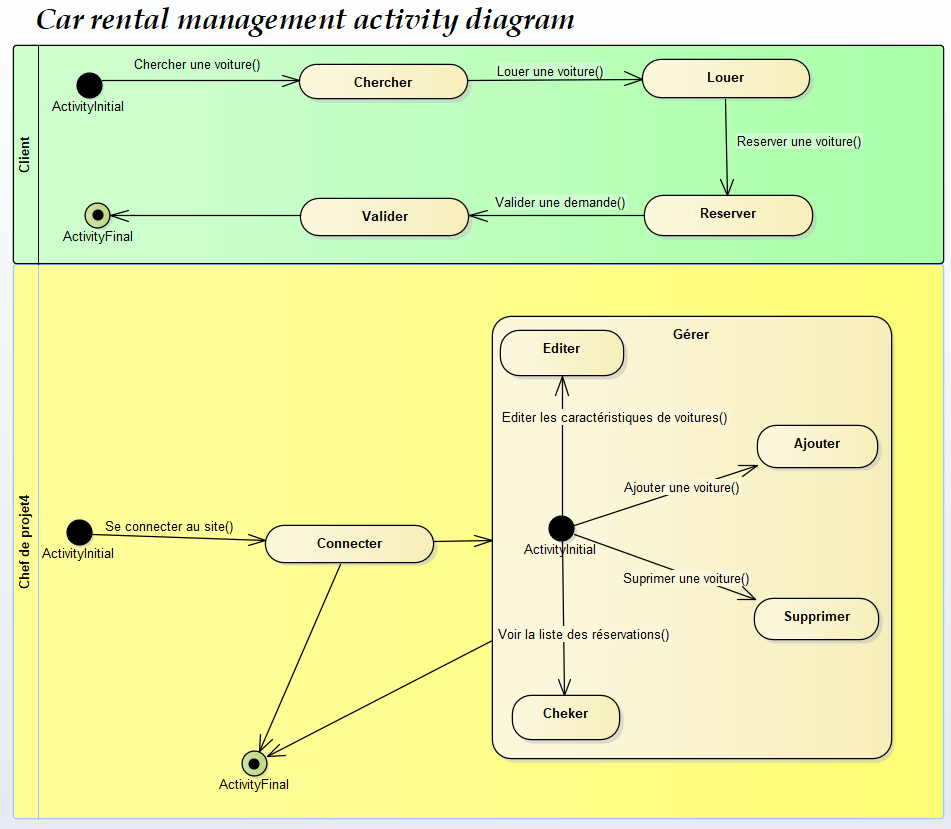 Car rental management activity diagram
Client
Chercher une voiture()
ActivityInitial
Chercher
Louer une voiture()
Louer
Reserver une voiture()
Reserver
Valider une demande()
Valider
ActivityFinal
Chef de projet4
ActivityInitial
Se connecter au site()
Connecter
Gérer
Editer
Editer les caractéristiques de voitures()
Ajouter
Ajouter une voiture()
ActivityInitial
Suprimer une voiture()
Supprimer
Voir la liste des réservations()
Cheker
ActivityFinal